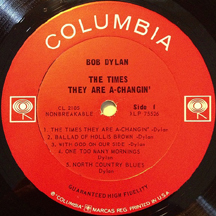 COLUMBIA
BOB DYLAN
THE TIMES
THEY ARE A-CHANGIN'
CL 2105 Side 1
NONBREAKABLE XLP 75526
1. THE TIMES THEY ARE A-CHANGIN' -Dylan
2. BALLAD OF HOLLIS BROWN -Dylan
3. WITH GOD ON OUR SIDE -Dylan
4. ONE TOO MANY MORNINGS
-Dylan
5. NORTH COUNTRY BLUES
-Dylan
GUARANTEED HIGH FIDELITY
® "COLUMBIA" MARCAS REG. PRINTED IN U.S.A.